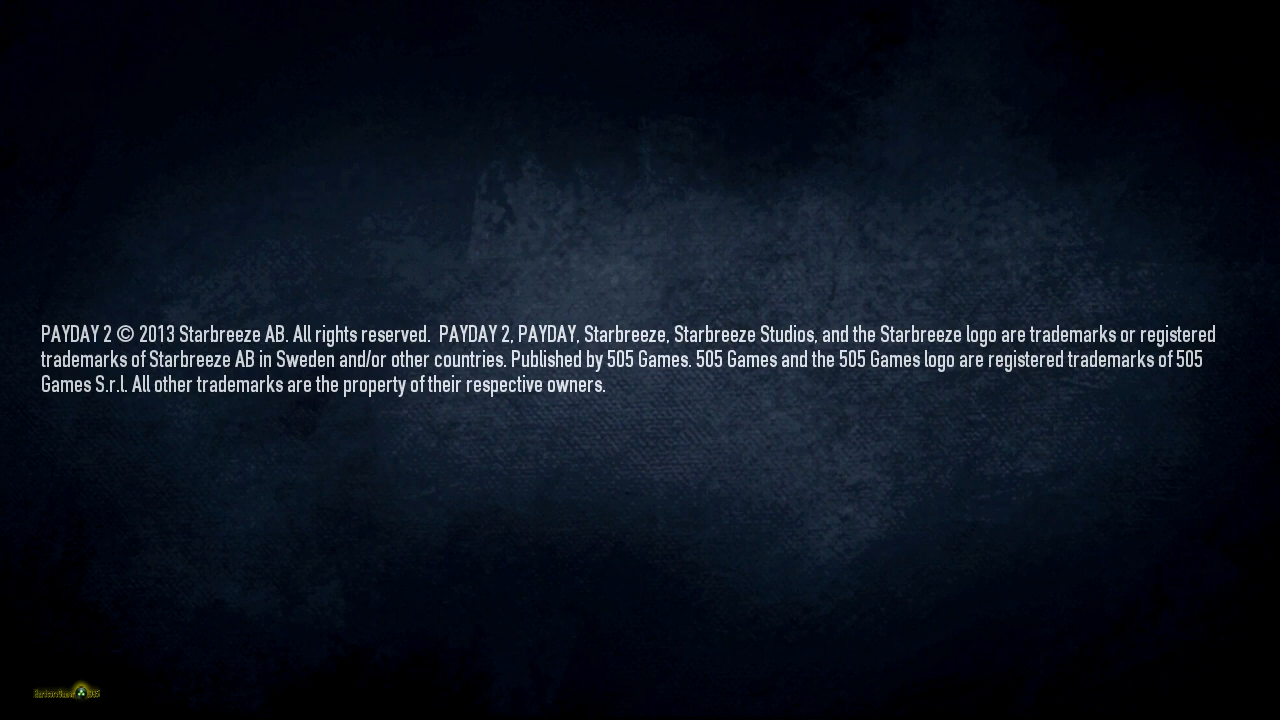 PAYDAY 2 © 2013 Starbreeze AB. All rights reserved.  PAYDAY 2, PAYDAY, Starbreeze, Starbreeze Studios, and the Starbreeze logo are trademarks or registered
trademarks of Starbreeze AB in Sweden and/or other countries. Published by 505 Games. 505 Games and the 505 Games logo are registered trademarks of 505
Games S.r.l. All other trademarks are the property of their respective owners.